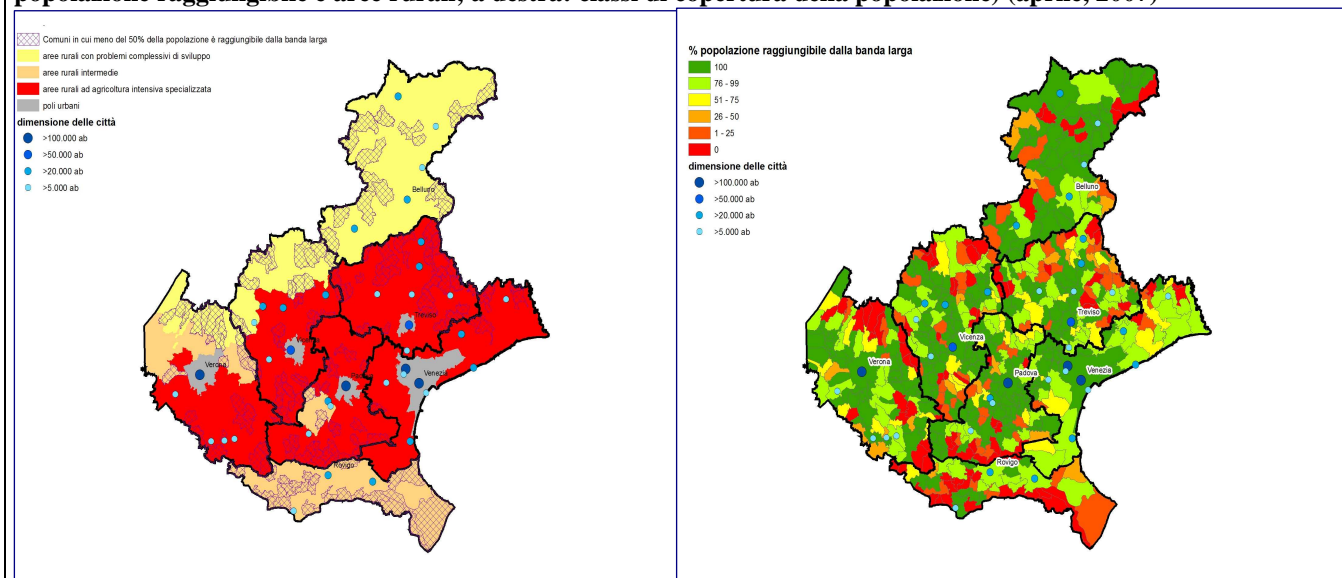 popolazione raggiungibile e aree rurali, a destra: classi di copertura della popolazione) (aprile, 2007)
Comuni in cui meno del 50% della popolazione è raggiungibile dalla banda larga
aree rurali con problemi complessivi di sviluppo
aree rurali intermedie
aree rurali ad agricoltura intensiva specializzata
poli urbani
dimensione delle città
>100.000 ab
>50.000 ab
>20.000 ab
>5.000 ab
Belluno
Treviso
Vicenza
Verona
Padova
Venezia
Rovigo
% popolazione raggiungibile dalla banda larga
100
76 - 99
51 - 75
26 - 50
1 - 25
0
dimensione delle città
>100.000 ab
>50.000 ab
>20.000 ab
>5.000 ab
Belluno
Treviso
Vicenza
Verona
Padova
Venezia
Rovigo